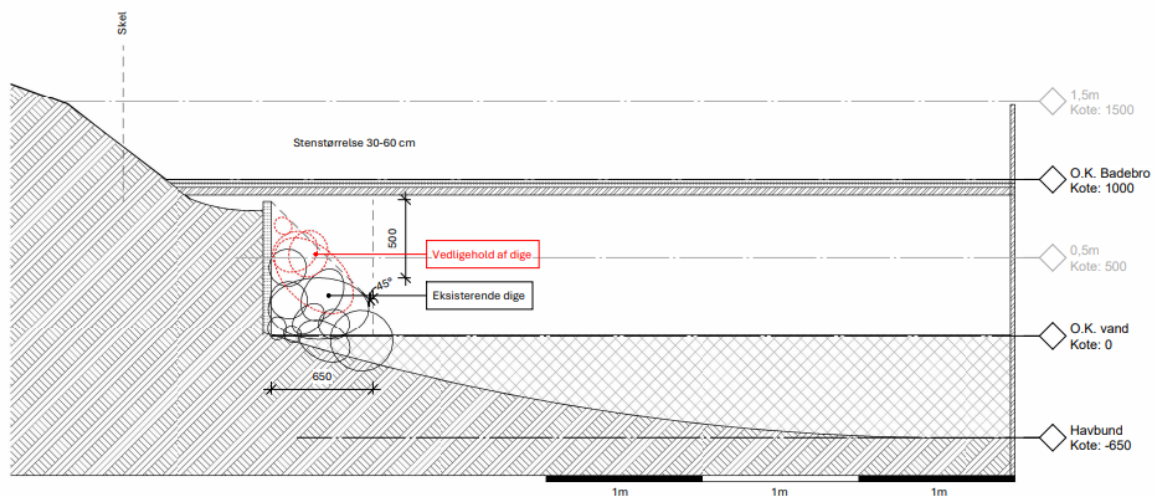 Skel
1,5m
Kote: 1500
Stenstørrelse 30-60 cm
O.K. Badebro
Kote: 1000
500
Vedligehold af dige
0,5m
Kote: 500
45°
Eksisterende dige
O.K. vand
Kote: 0
650
Havbund
Kote: -650
1m
1m
1m